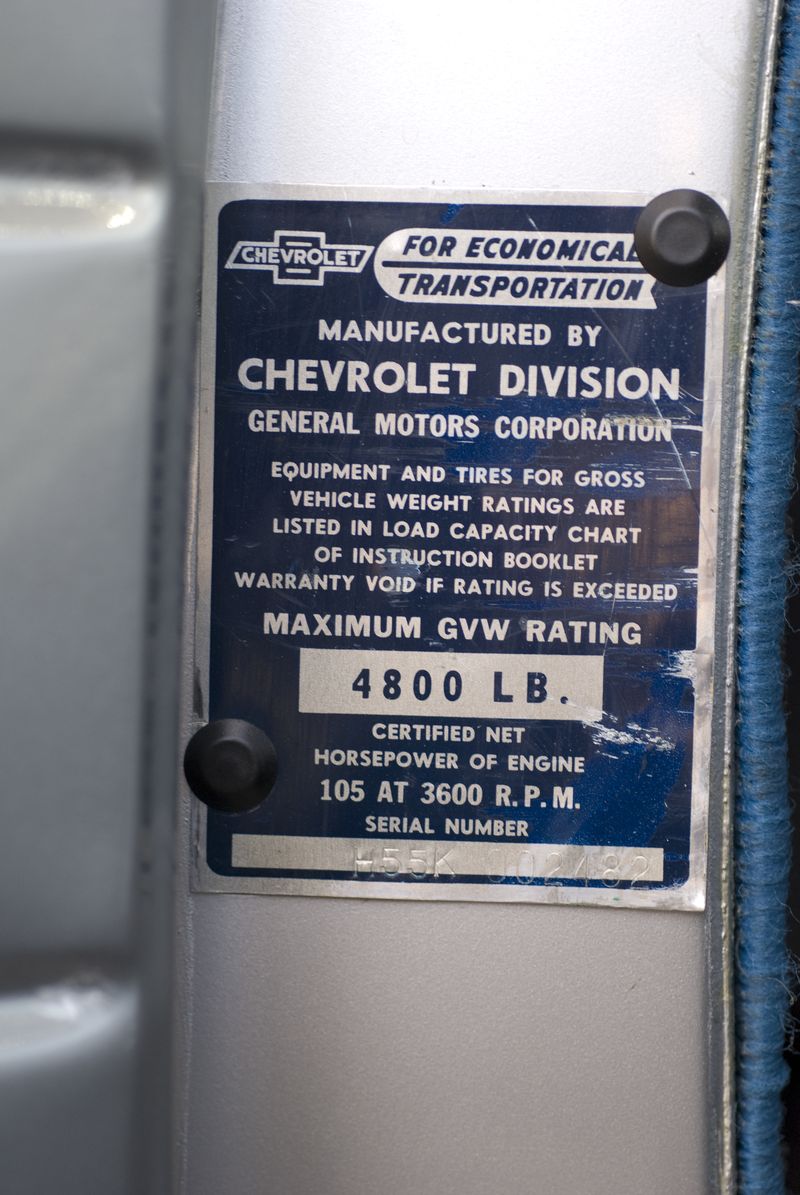 CHEVROLET
FOR ECONOMICAL
TRANSPORTATION
MANUFACTURED BY
CHEVROLET DIVISION
GENERAL MOTORS CORPORATION
EQUIPMENT AND TIRES FOR GROSS
VEHICLE WEIGHT RATINGS ARE
LISTED IN LOAD CAPACITY CHART
OF INSTRUCTION BOOKLET
WARRANTY VOID IF RATING IS EXCEEDED
MAXIMUM GVW RATING
4800 LB.
CERTIFIED NET
HORSEPOWER OF ENGINE
105 AT 3600 R.P.M.
SERIAL NUMBER
H55K 002482